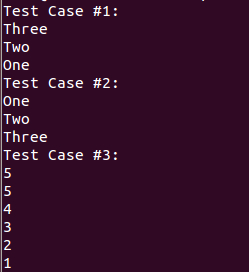 Test Case #1:
Three
Two
One
Test Case #2:
One
Two
Three
Test Case #3:
5
5
4
3
2
1